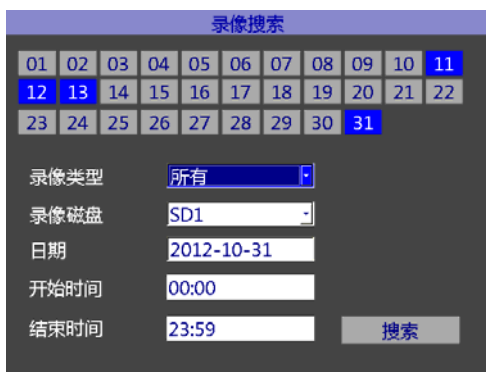 录像搜索
01 02 03 04 05 06 07 08 09 10 11
12 13 14 15 16 17 18 19 20 21 22
23 24 25 26 27 28 29 30 31
录像类型 所有
录像磁盘 SD1
日期 2012-10-31
开始时间 00:00
结束时间 23:59 搜索